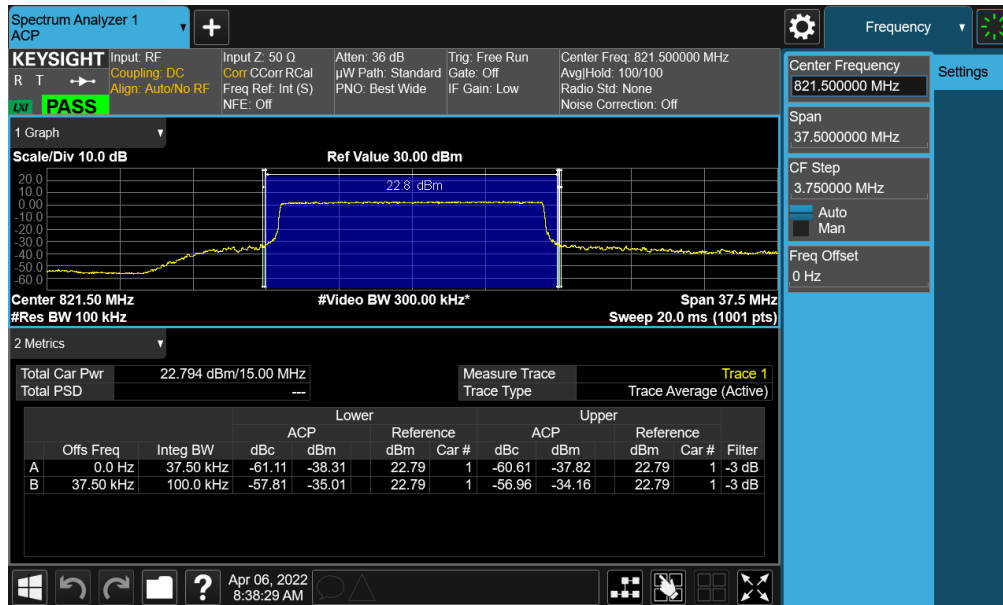 Spectrum Analyzer 1
ACP
Frequency
KEYSIGHT Input: RF Input Z: 50 Ω Atten: 36 dB Trig: Free Run Center Freq: 821.500000 MHz
R T Coupling: DC Corr CCorr RCal µW Path: Standard Gate: Off Avg|Hold: 100/100
Align: Auto/No RF Freq Ref: Int (S) PNO: Best Wide IF Gain: Low Radio Std: None
LXI PASS NFE: Off Noise Correction: Off
Center Frequency
821.500000 MHz
Settings
Span
37.5000000 MHz
CF Step
3.750000 MHz
Auto
Man
Freq Offset
0 Hz
1 Graph
Scale/Div 10.0 dB Ref Value 30.00 dBm
22.8 dBm
20.0
10.0
0.00
-10.0
-20.0
-30.0
-40.0
-50.0
-60.0
Center 821.50 MHz #Video BW 300.00 kHz* Span 37.5 MHz
#Res BW 100 kHz Sweep 20.0 ms (1001 pts)
2 Metrics
Total Car Pwr 22.794 dBm/15.00 MHz Measure Trace Trace 1
Total PSD --- Trace Type Trace Average (Active)
Lower Upper
ACP Reference ACP Reference
Offs Freq Integ BW dBc dBm dBm Car # dBc dBm dBm Car # Filter
A 0.0 Hz 37.50 kHz -61.11 -38.31 22.79 1 -60.61 -37.82 22.79 1 -3 dB
B 37.50 kHz 100.0 kHz -57.81 -35.01 22.79 1 -56.96 -34.16 22.79 1 -3 dB
? Apr 06, 2022
8:38:29 AM